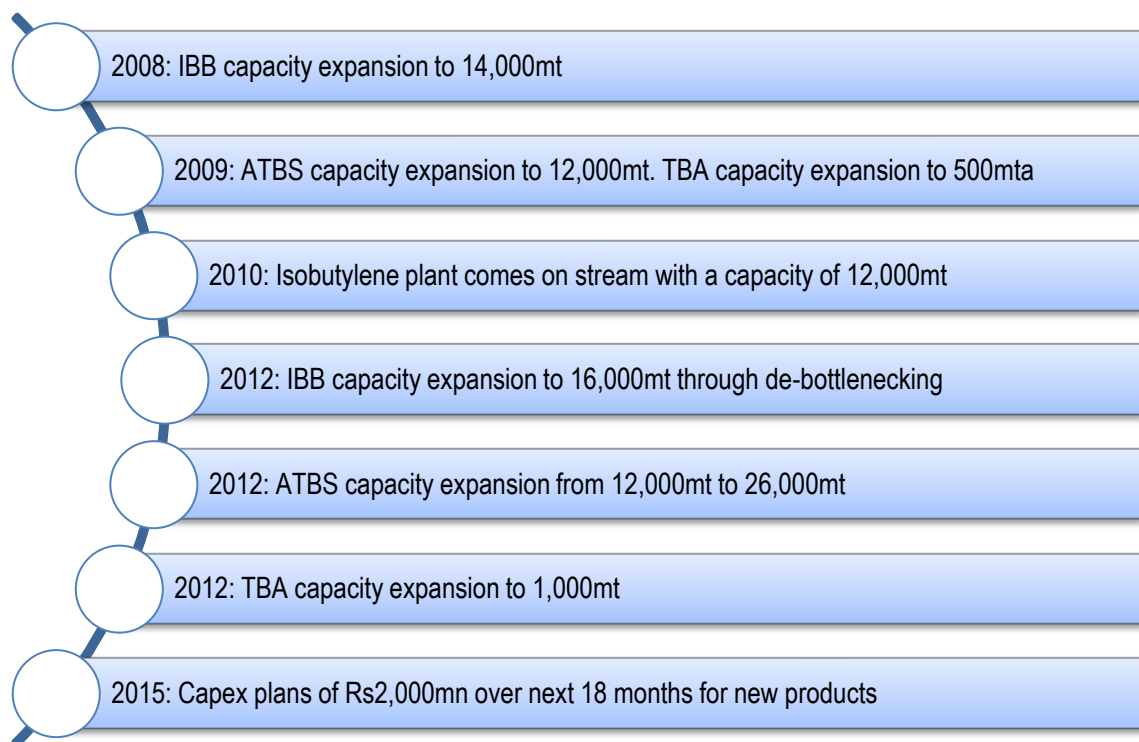 2008: IBB capacity expansion to 14,000mt
2009: ATBS capacity expansion to 12,000mt. TBA capacity expansion to 500mta
2010: Isobutylene plant comes on stream with a capacity of 12,000mt
2012: IBB capacity expansion to 16,000mt through de-bottlenecking
2012: ATBS capacity expansion from 12,000mt to 26,000mt
2012: TBA capacity expansion to 1,000mt
2015: Capex plans of Rs2,000mn over next 18 months for new products